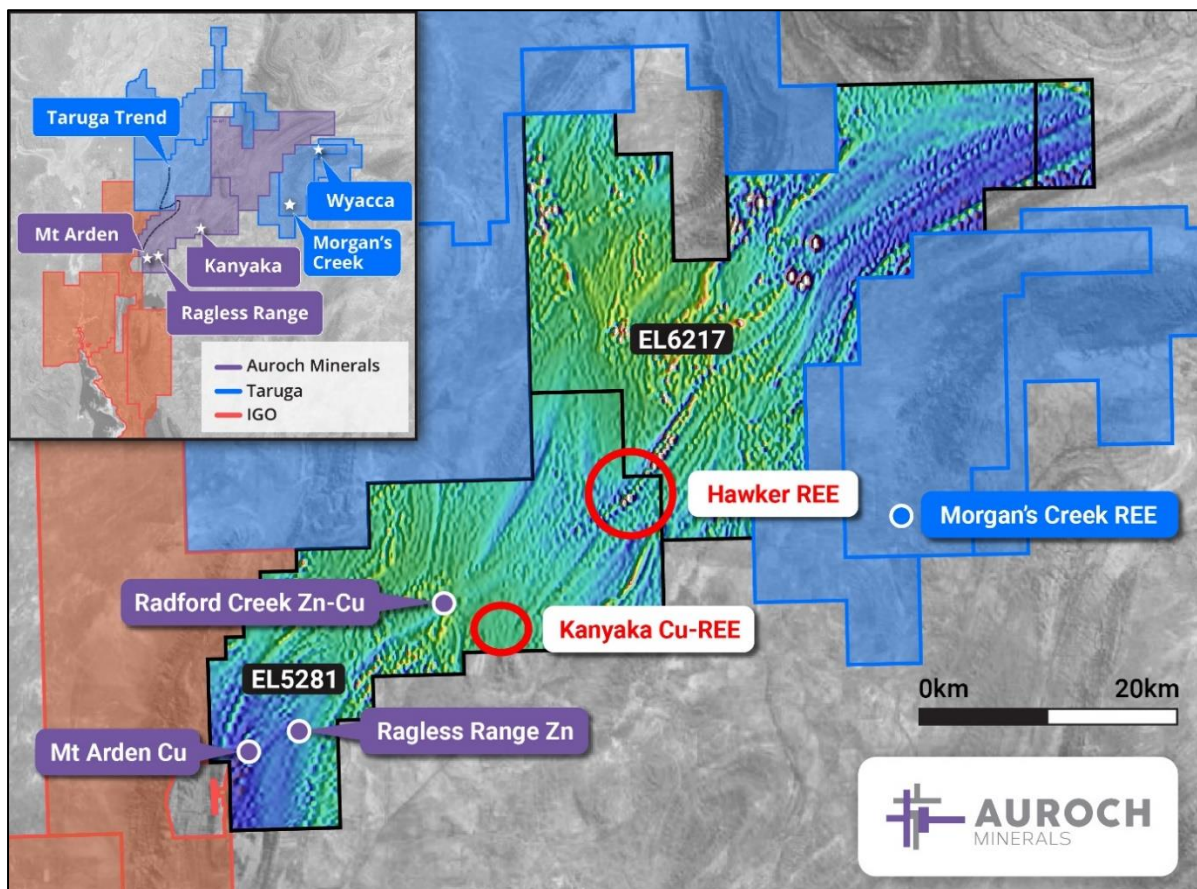 Taruga Trend
Wyacca
Mt Arden
Kanyaka
Morgan's
Creek
Ragless Range
Auroch Minerals
Taruga
IGO
EL6217
Hawker REE
Morgan's Creek REE
Radford Creek Zn-Cu
Kanyaka Cu-REE
EL5281
0km
20km
Ragless Range Zn
Mt Arden Cu
AUROCH
MINERALS